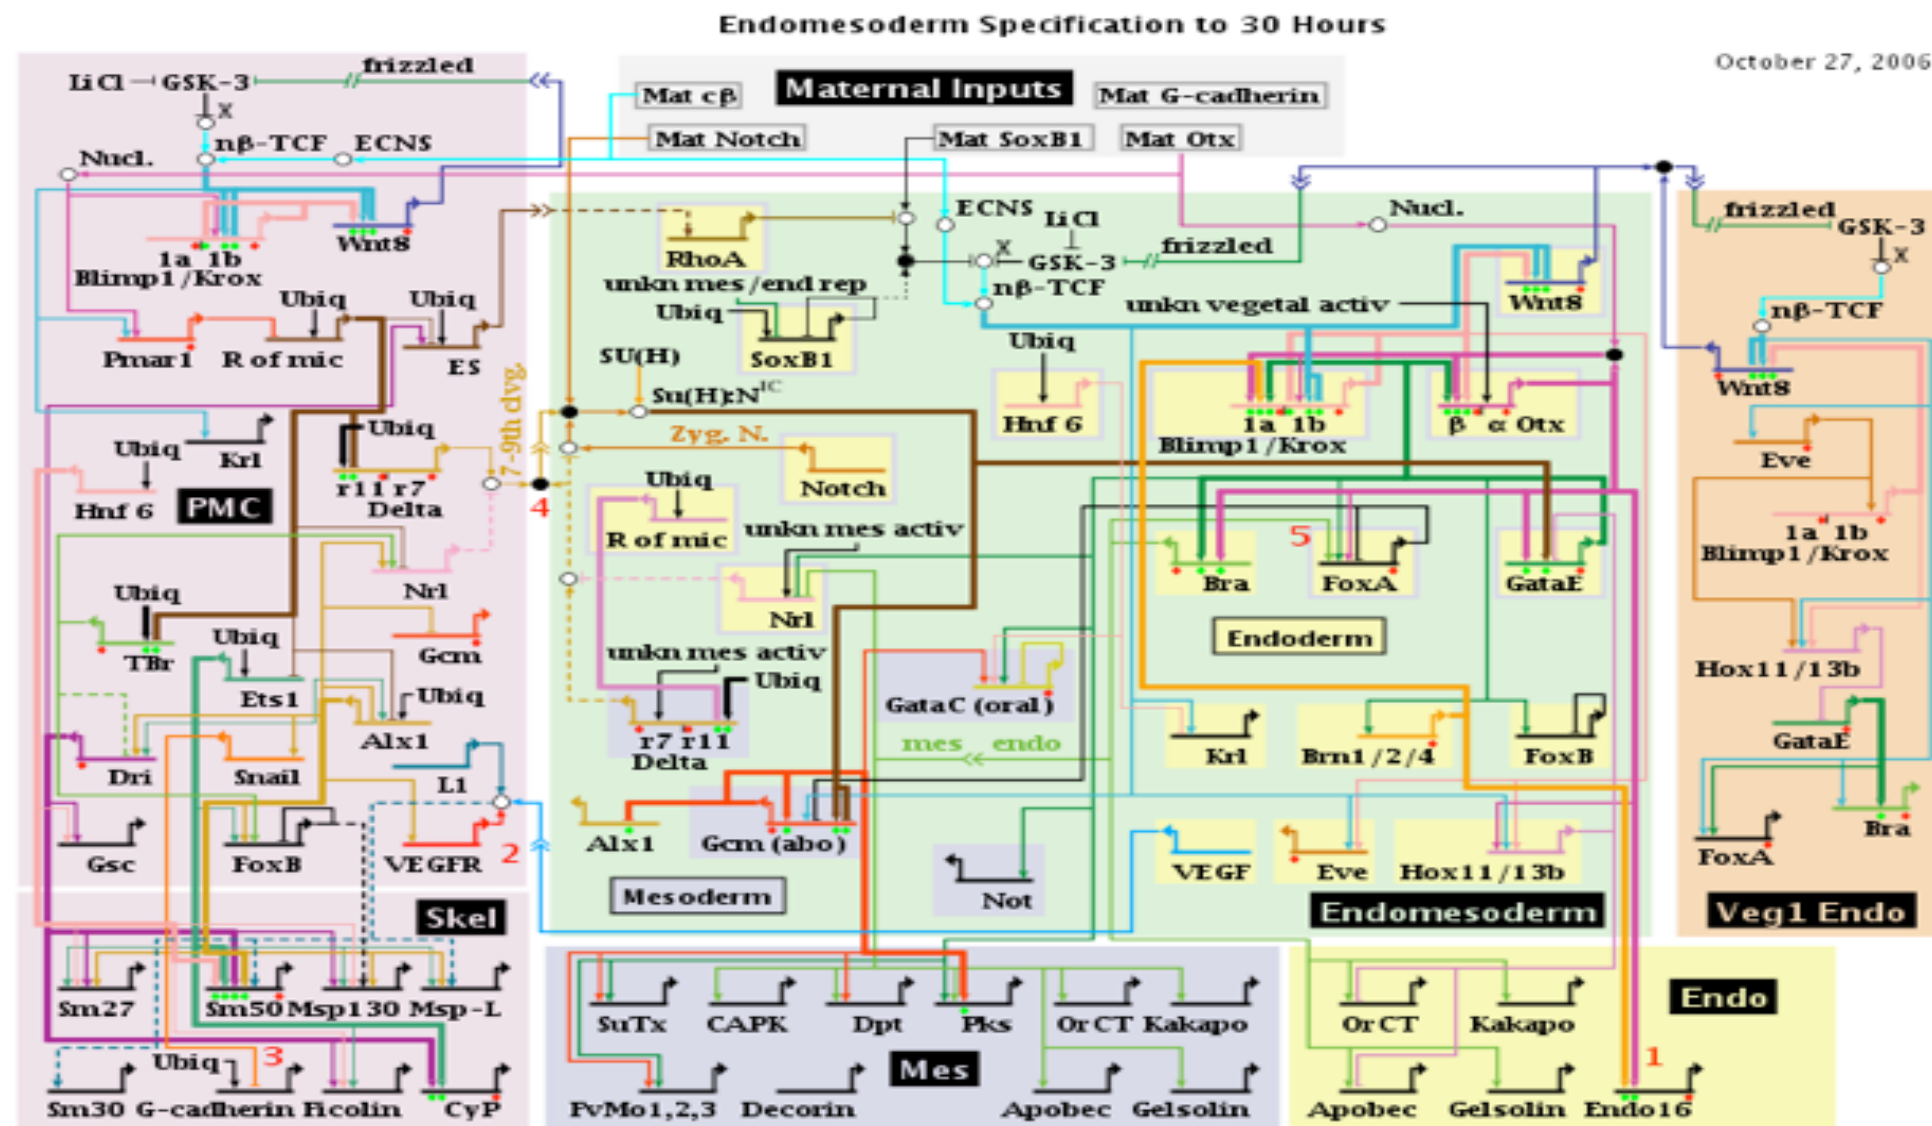 Endomesoderm Specification to 30 Hours
October 27, 2006
LiCl GSK-3 frizzled
X
nβ-TCF ECNS
Nucl.
Wnt8
1a 1b
Blimp1/Krox
Ubiq Ubiq
Pmar1 R of mic ES
Ubiq
Ubiq Krl
r11 r7
Hnf 6 PMC Delta
Nrl
Ubiq
TBr
Ubiq
Gcm
Ets1 Ubiq
Alx1
Dri Snail L1
Gsc FoxB VEGFR 2
Skel
Sm27 Sm50 Msp130 Msp-L
Ubiq 3
Sm30 G-cadherin Ficolin CyP
Maternal Inputs
Mat cβ Mat G-cadherin
Mat Notch Mat SoxB1 Mat Otx
ECNS LiCl Nucl.
RhoA
X GSK-3 frizzled
unkn mes/end rep nβ-TCF
Ubiq unkn vegetal activ Wnt8
SoxB1
SU(H) Ubiq
Su(H):N^IC
7-9th dvg.
Hnf 6 1a 1b β α Otx
Blimp1/Krox
Zyg. N.
Notch
4
Ubiq
R of mic unkn mes activ 5
Bra FoxA GataE
Nrl
Endoderm
unkn mes activ
Ubiq
GataC (oral)
r7 r11
Delta
mes endo
Krl Brn1/2/4 FoxB
Alx1 Gcm (abo)
VEGF Eve Hox11/13b
Mesoderm Not
Endomesoderm
SuTx CAPK Dpt Pks OrCT Kakapo
Mes
FvMo1,2,3 Decorin Apobec Gelsolin
Endo
OrCT Kakapo
1
Apobec Gelsolin Endo16
frizzled
GSK-3
X
nβ-TCF
Wnt8
Eve
1a 1b
Blimp1/Krox
Hox11/13b
GataE
Bra
FoxA
Veg1 Endo